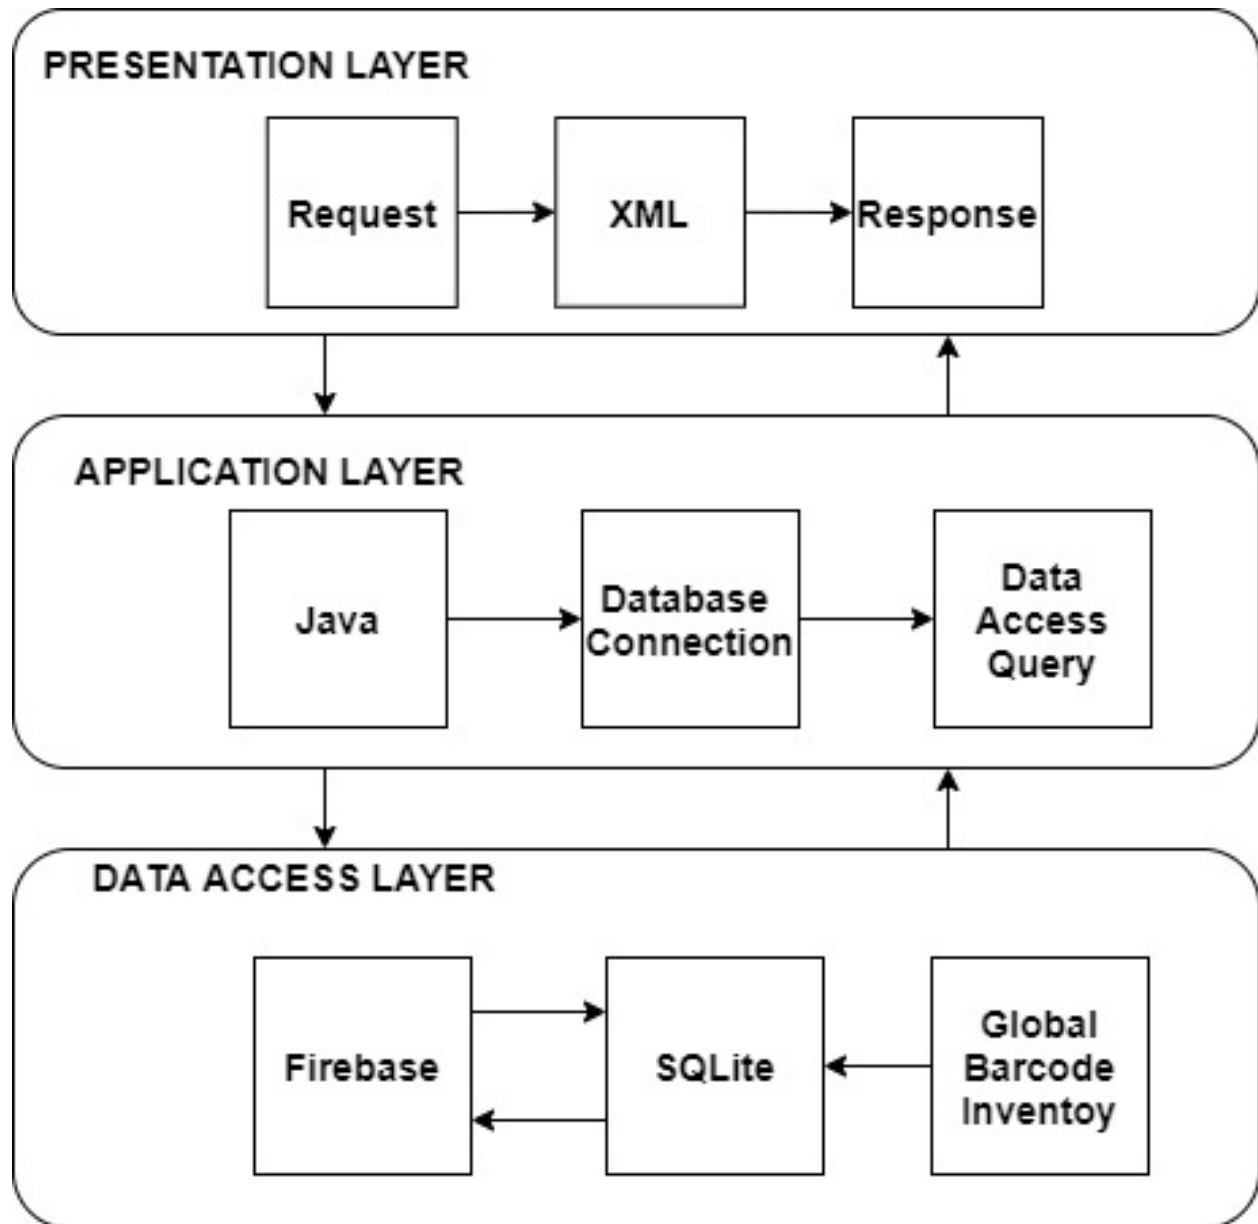 PRESENTATION LAYER
Request
XML
Response
APPLICATION LAYER
Java
Database
Connection
Data
Access
Query
DATA ACCESS LAYER
Firebase
SQLite
Global
Barcode
Inventoy